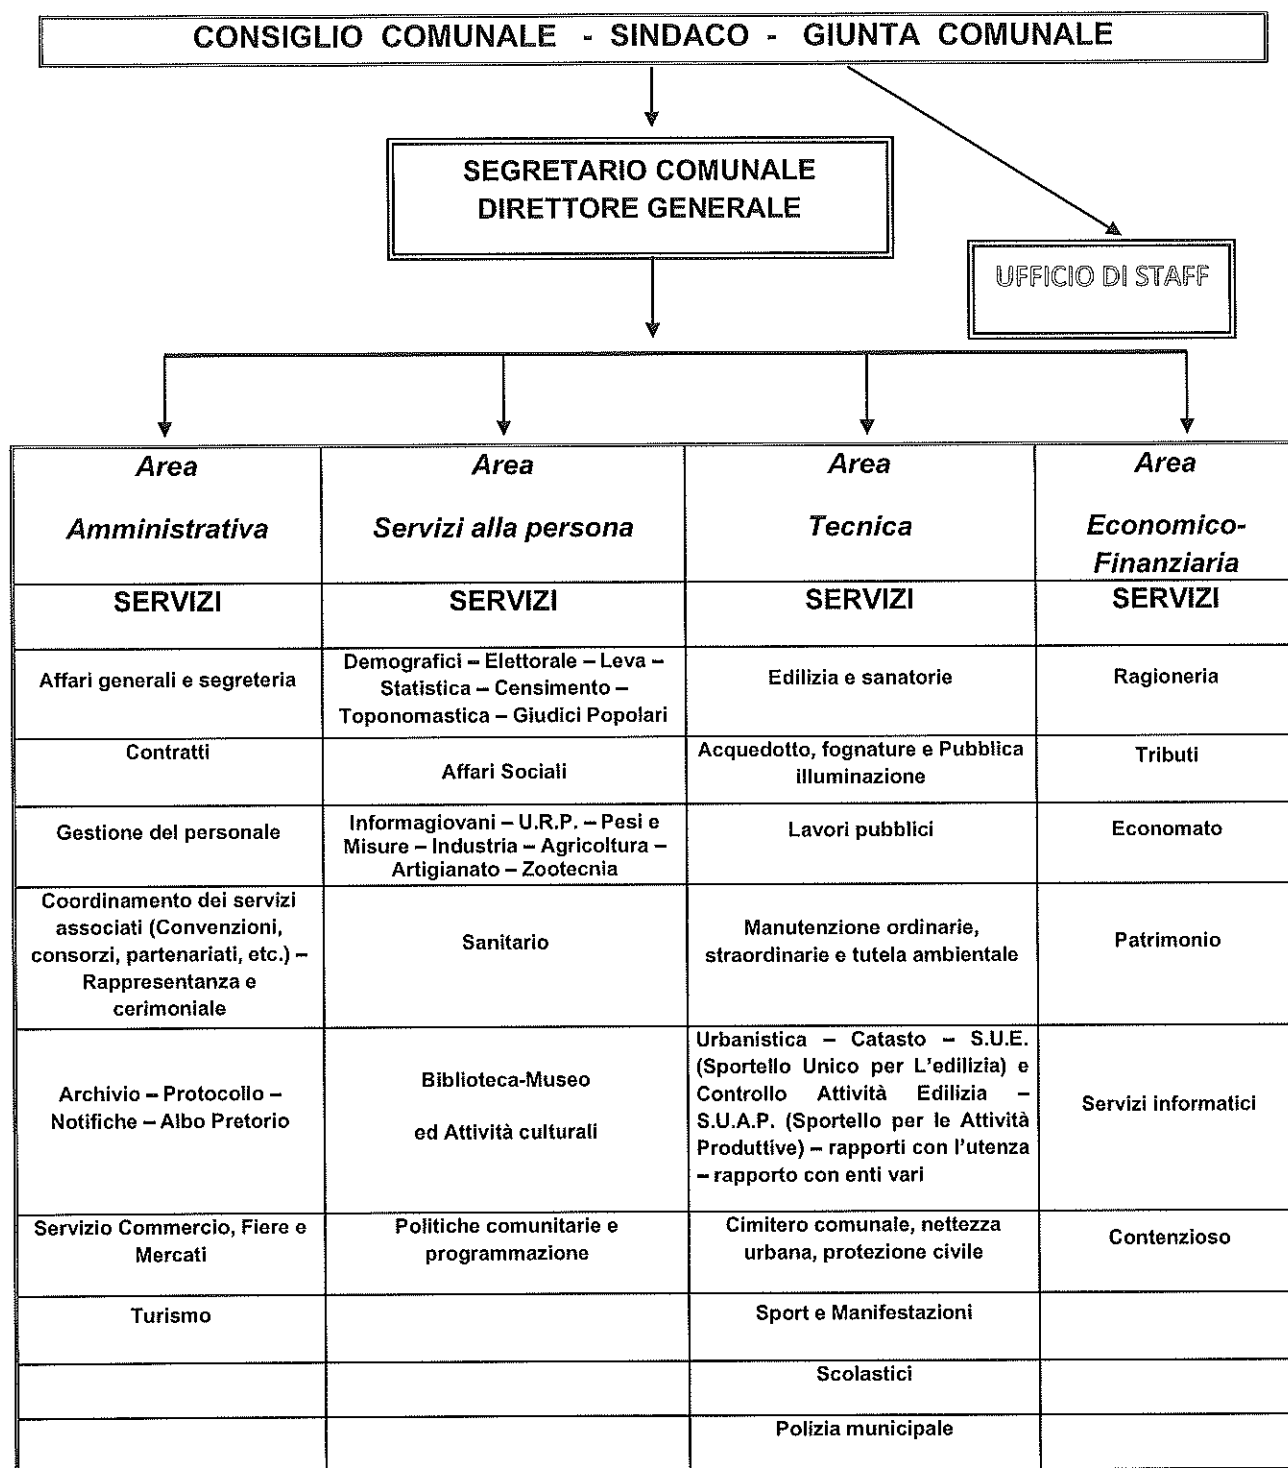 CONSIGLIO COMUNALE - SINDACO - GIUNTA COMUNALE
SEGRETARIO COMUNALE
DIRETTORE GENERALE
UFFICIO DI STAFF
Area
Amministrativa
Area
Servizi alla persona
Area
Tecnica
Area
Economico-
Finanziaria
SERVIZI
SERVIZI
SERVIZI
SERVIZI
Affari generali e segreteria
Demografici – Elettorale – Leva –
Statistica – Censimento –
Toponomastica – Giudici Popolari
Edilizia e sanatorie
Ragioneria
Contratti
Affari Sociali
Acquedotto, fognature e Pubblica
illuminazione
Tributi
Gestione del personale
Informagiovani – U.R.P. – Pesi e
Misure – Industria – Agricoltura –
Artigianato – Zootecnia
Lavori pubblici
Economato
Coordinamento dei servizi
associati (Convenzioni,
consorzi, partenariati, etc.) –
Rappresentanza e
cerimoniale
Sanitario
Manutenzione ordinarie,
straordinarie e tutela ambientale
Patrimonio
Archivio – Protocollo –
Notifiche – Albo Pretorio
Biblioteca-Museo
ed Attività culturali
Urbanistica – Catasto – S.U.E.
(Sportello Unico per L'edilizia) e
Controllo Attività Edilizia –
S.U.A.P. (Sportello per le Attività
Produttive) – rapporti con l'utenza
– rapporto con enti vari
Servizi informatici
Servizio Commercio, Fiere e
Mercati
Politiche comunitarie e
programmazione
Cimitero comunale, nettezza
urbana, protezione civile
Contenzioso
Turismo
Sport e Manifestazioni
Scolastici
Polizia municipale